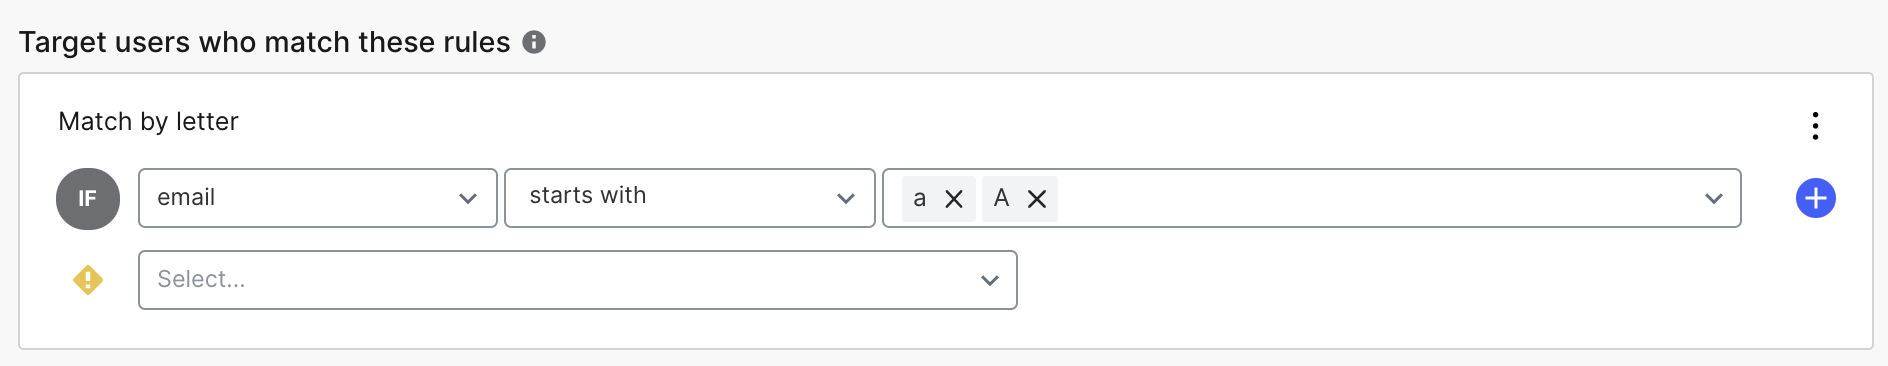 Target users who match these rules
Match by letter
IF email starts with a A
Select...